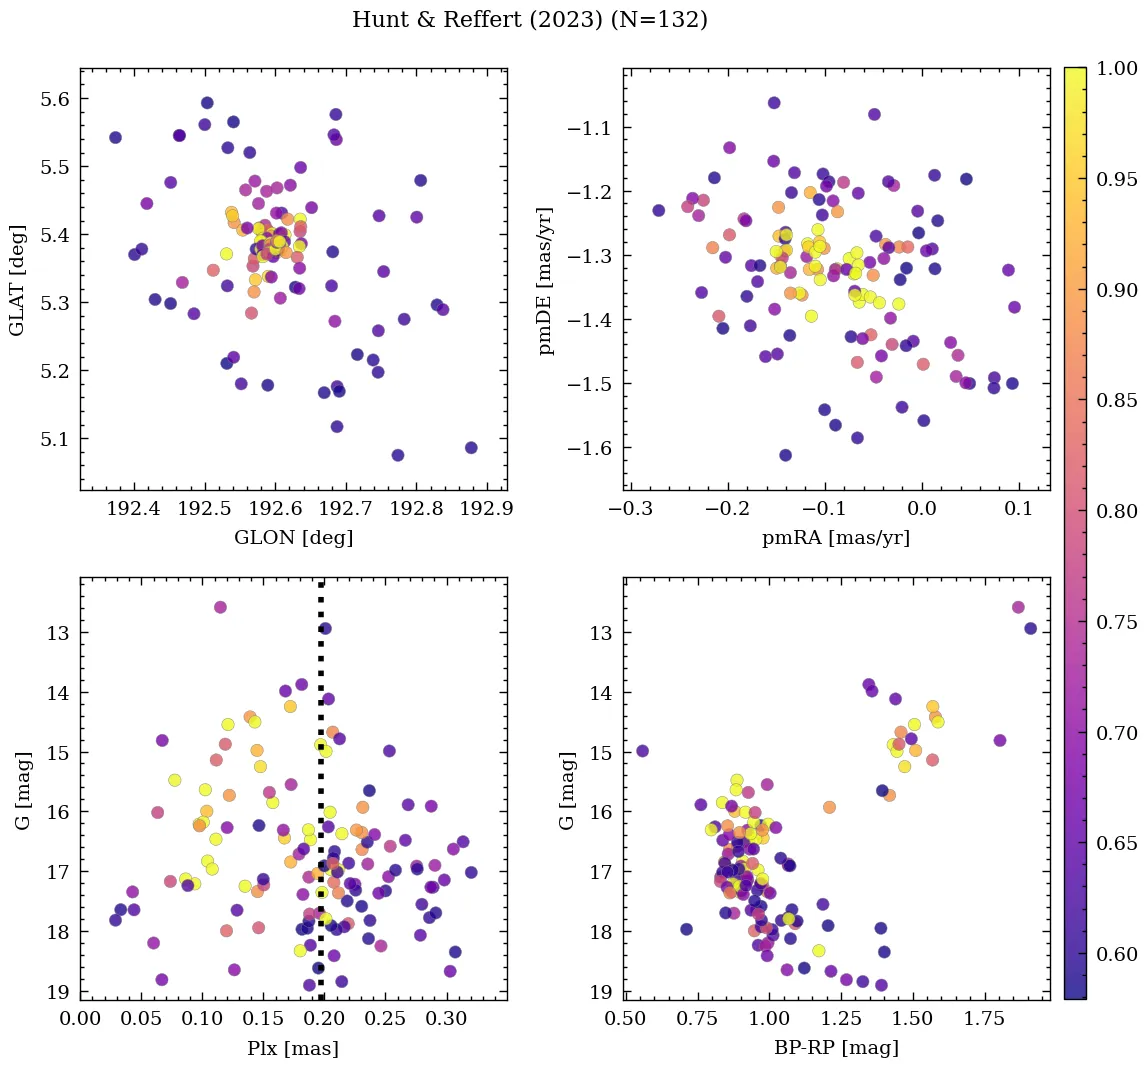 Hunt & Reffert (2023) (N=132)
5.6
5.5
5.4
5.3
5.2
5.1
GLAT [deg]
192.4 192.5 192.6 192.7 192.8 192.9
GLON [deg]
−1.1
−1.2
−1.3
−1.4
−1.5
−1.6
pmDE [mas/yr]
−0.3 −0.2 −0.1 0.0 0.1
pmRA [mas/yr]
13
14
15
16
17
18
19
G [mag]
0.00 0.05 0.10 0.15 0.20 0.25 0.30
Plx [mas]
13
14
15
16
17
18
19
G [mag]
0.50 0.75 1.00 1.25 1.50 1.75
BP-RP [mag]
1.00
0.95
0.90
0.85
0.80
0.75
0.70
0.65
0.60